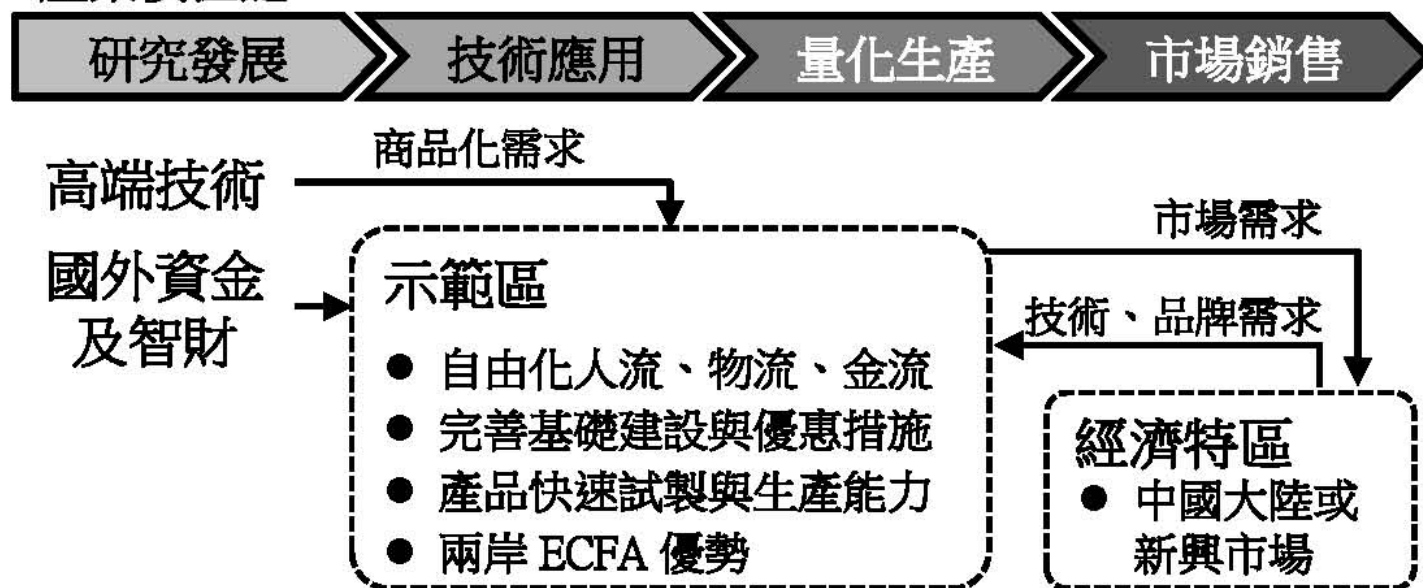 研究發展
技術應用
量化生產
市場銷售
商品化需求
高端技術
國外資金
及智財
市場需求
技術、品牌需求
示範區
● 自由化人流、物流、金流
● 完善基礎建設與優惠措施
● 產品快速試製與生產能力
● 兩岸 ECFA 優勢
經濟特區
● 中國大陸或
新興市場